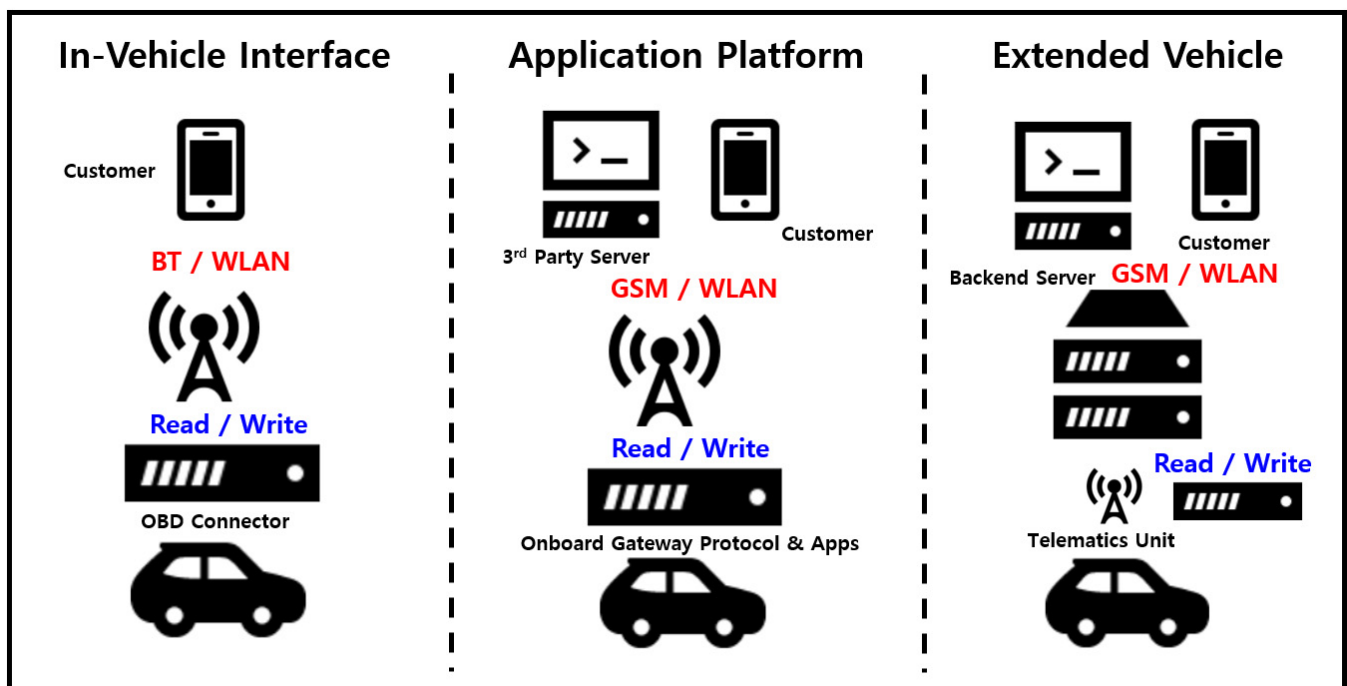 In-Vehicle Interface
Customer
BT / WLAN
Read / Write
OBD Connector
Application Platform
>_
3rd Party Server
Customer
GSM / WLAN
Read / Write
Onboard Gateway Protocol & Apps
Extended Vehicle
>_
Customer
Backend Server
GSM / WLAN
Read / Write
Telematics Unit